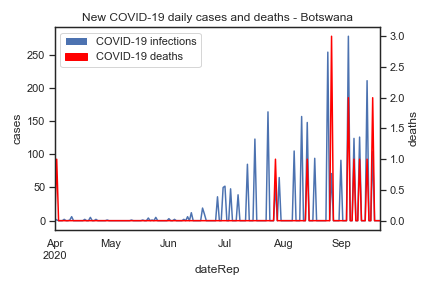 New COVID-19 daily cases and deaths - Botswana
COVID-19 infections
COVID-19 deaths
250
200
150
100
50
0
cases
3.0
2.5
2.0
1.5
1.0
0.5
0.0
deaths
Apr May Jun Jul Aug Sep
2020
dateRep